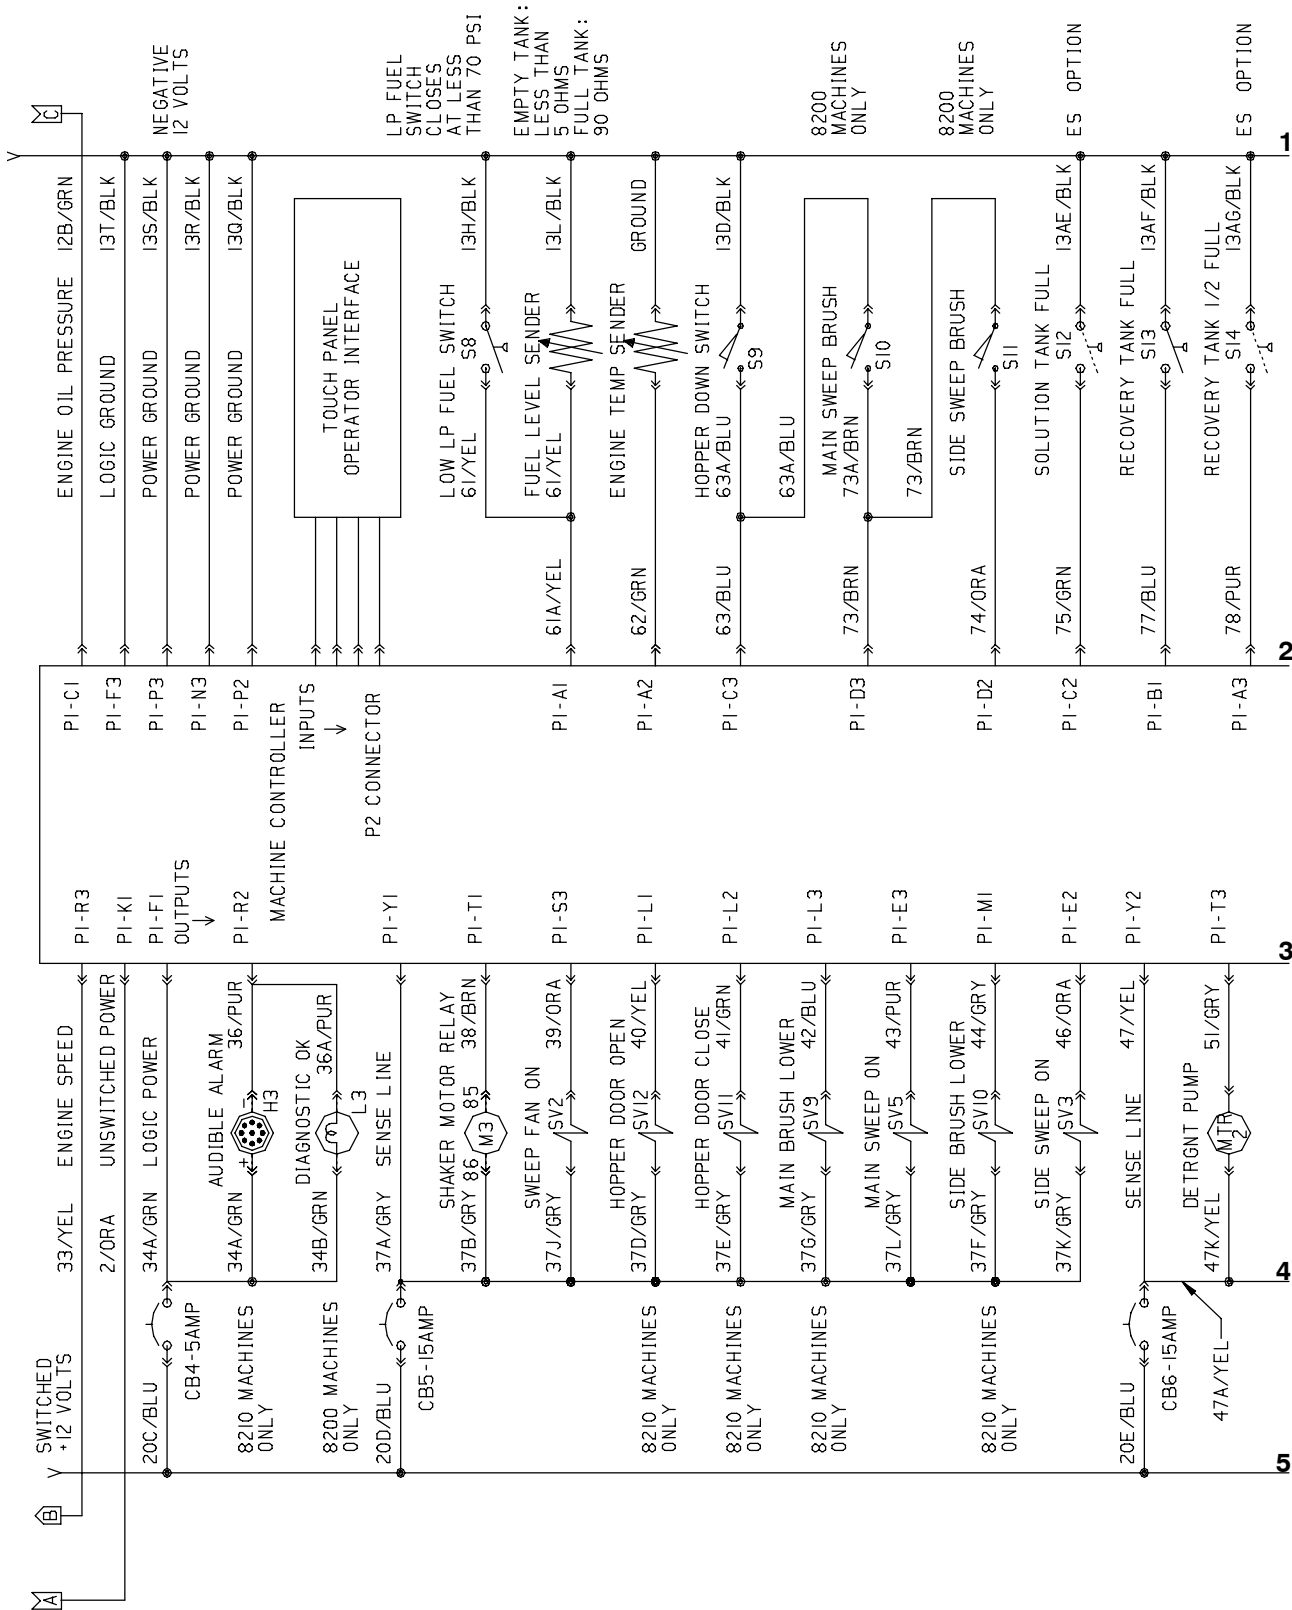 C
V
NEGATIVE
12 VOLTS
LP FUEL
SWITCH
CLOSES
AT LESS
THAN 70 PSI
EMPTY TANK:
LESS THAN
5 OHMS
FULL TANK:
90 OHMS
8200
MACHINES
ONLY
8200
MACHINES
ONLY
ES OPTION
ES OPTION
1
ENGINE OIL PRESSURE 12B/GRN
LOGIC GROUND 13T/BLK
POWER GROUND 13S/BLK
POWER GROUND 13R/BLK
POWER GROUND 13Q/BLK
TOUCH PANEL
OPERATOR INTERFACE
LOW LP FUEL SWITCH
61/YEL S8 13H/BLK
FUEL LEVEL SENDER
61/YEL 13L/BLK
ENGINE TEMP SENDER GROUND
HOPPER DOWN SWITCH
63A/BLU S9 13D/BLK
63A/BLU
MAIN SWEEP BRUSH
73A/BRN S10
73/BRN
SIDE SWEEP BRUSH
S11
SOLUTION TANK FULL
S12 13AE/BLK
RECOVERY TANK FULL
S13 13AF/BLK
RECOVERY TANK 1/2 FULL
S14 13AG/BLK
61A/YEL
62/GRN
63/BLU
73/BRN
74/ORA
75/GRN
77/BLU
78/PUR
2
P1-C1
P1-F3
P1-P3
P1-N3
P1-P2
MACHINE CONTROLLER
INPUTS
P2 CONNECTOR
P1-A1
P1-A2
P1-C3
P1-D3
P1-D2
P1-C2
P1-B1
P1-A3
P1-R3
P1-K1
P1-F1
OUTPUTS
P1-R2
P1-Y1
P1-T1
P1-S3
P1-L1
P1-L2
P1-L3
P1-E3
P1-M1
P1-E2
P1-Y2
P1-T3
3
33/YEL ENGINE SPEED
2/ORA UNSWITCHED POWER
34A/GRN LOGIC POWER
AUDIBLE ALARM
34A/GRN + - 36/PUR
H3
DIAGNOSTIC OK
34B/GRN 36A/PUR
L3
37A/GRY SENSE LINE
SHAKER MOTOR RELAY
37B/GRY 86 M3 85 38/BRN
SWEEP FAN ON
37J/GRY SV2 39/ORA
HOPPER DOOR OPEN
37D/GRY SV12 40/YEL
HOPPER DOOR CLOSE
37E/GRY SV11 41/GRN
MAIN BRUSH LOWER
37G/GRY SV9 42/BLU
MAIN SWEEP ON
37L/GRY SV5 43/PUR
SIDE BRUSH LOWER
37F/GRY SV10 44/GRY
SIDE SWEEP ON
37K/GRY SV3 46/ORA
SENSE LINE 47/YEL
DETRGNT PUMP
47K/YEL MTR 2 51/GRY
4
SWITCHED
+12 VOLTS
V
20C/BLU
CB4-5AMP
8210 MACHINES
ONLY
8200 MACHINES
ONLY
20D/BLU
CB5-15AMP
8210 MACHINES
ONLY
8210 MACHINES
ONLY
8210 MACHINES
ONLY
8210 MACHINES
ONLY
20E/BLU
CB6-15AMP
47A/YEL
5
B
A